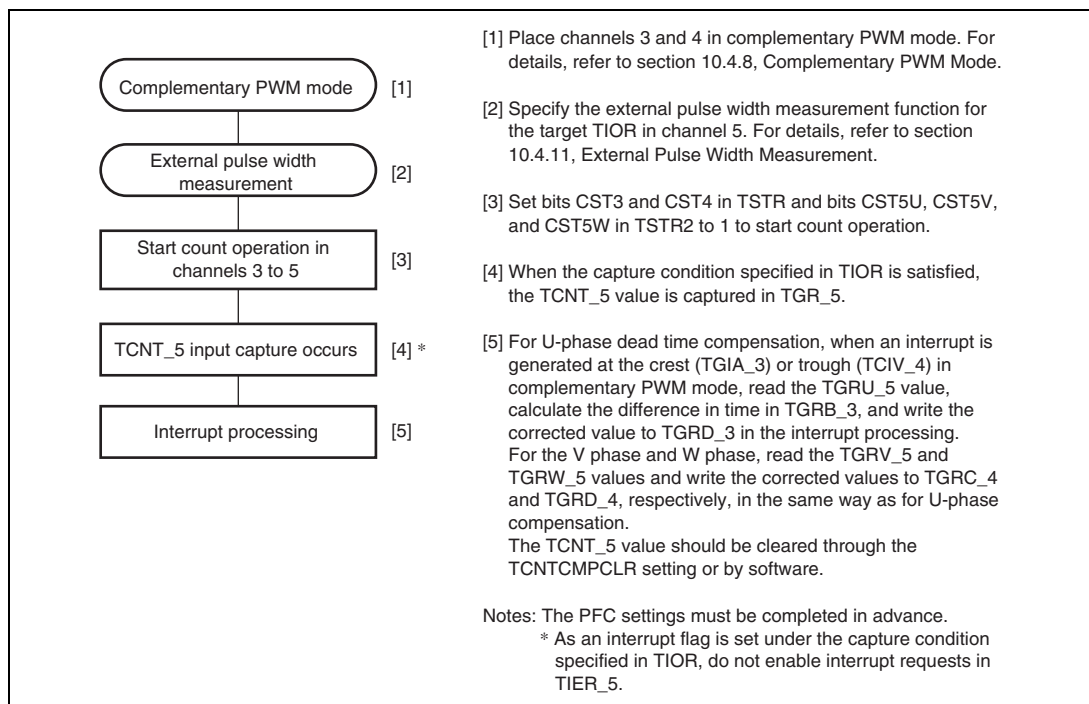 Complementary PWM mode [1]
External pulse width
measurement [2]
Start count operation in
channels 3 to 5 [3]
TCNT_5 input capture occurs [4] *
Interrupt processing [5]
[1] Place channels 3 and 4 in complementary PWM mode. For
details, refer to section 10.4.8, Complementary PWM Mode.
[2] Specify the external pulse width measurement function for
the target TIOR in channel 5. For details, refer to section
10.4.11, External Pulse Width Measurement.
[3] Set bits CST3 and CST4 in TSTR and bits CST5U, CST5V,
and CST5W in TSTR2 to 1 to start count operation.
[4] When the capture condition specified in TIOR is satisfied,
the TCNT_5 value is captured in TGR_5.
[5] For U-phase dead time compensation, when an interrupt is
generated at the crest (TGIA_3) or trough (TCIV_4) in
complementary PWM mode, read the TGRU_5 value,
calculate the difference in time in TGRB_3, and write the
corrected value to TGRD_3 in the interrupt processing.
For the V phase and W phase, read the TGRV_5 and
TGRW_5 values and write the corrected values to TGRC_4
and TGRD_4, respectively, in the same way as for U-phase
compensation.
The TCNT_5 value should be cleared through the
TCNTCMPCLR setting or by software.
Notes: The PFC settings must be completed in advance.
* As an interrupt flag is set under the capture condition
specified in TIOR, do not enable interrupt requests in
TIER_5.